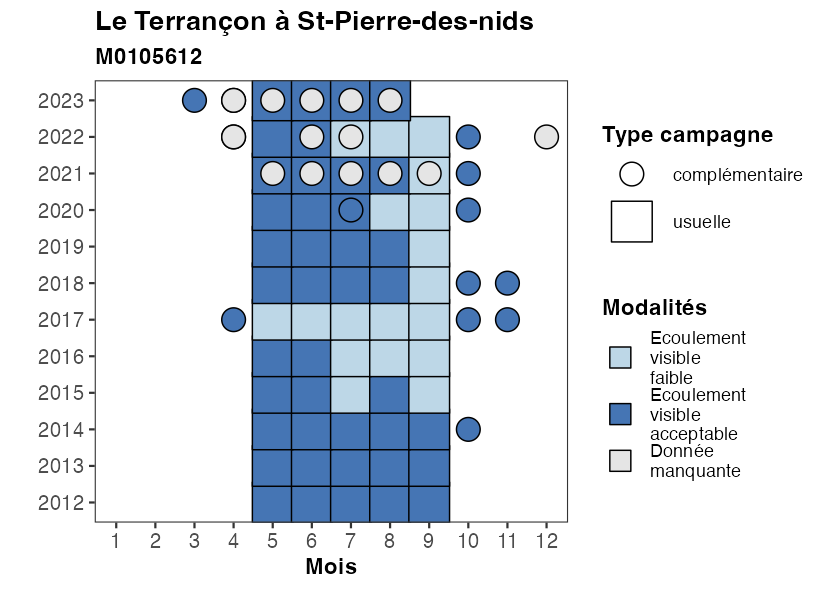 Le Terrançon à St-Pierre-des-nids
M0105612
2023
2022
2021
2020
2019
2018
2017
2016
2015
2014
2013
2012
1 2 3 4 5 6 7 8 9 10 11 12
Mois
Type campagne
complémentaire
usuelle
Modalités
Ecoulement
visible
faible
Ecoulement
visible
acceptable
Donnée
manquante